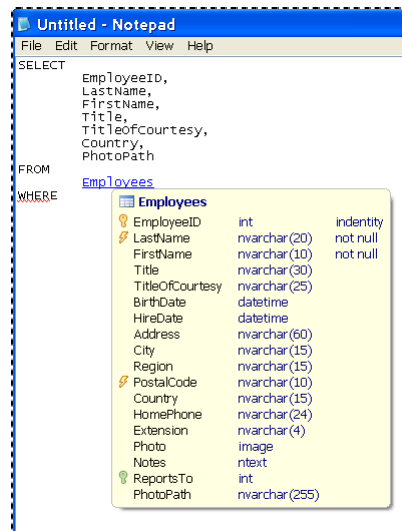 Untitled - Notepad
File Edit Format View Help
SELECT
EmployeeID,
LastName,
FirstName,
Title,
TitleOfCourtesy,
Country,
PhotoPath
FROM
Employees
WHERE
Employees
EmployeeID int indentity
LastName nvarchar(20) not null
FirstName nvarchar(10) not null
Title nvarchar(30)
TitleOfCourtesy nvarchar(25)
BirthDate datetime
HireDate datetime
Address nvarchar(60)
City nvarchar(15)
Region nvarchar(15)
PostalCode nvarchar(10)
Country nvarchar(15)
HomePhone nvarchar(24)
Extension nvarchar(4)
Photo image
Notes ntext
ReportsTo int
PhotoPath nvarchar(255)